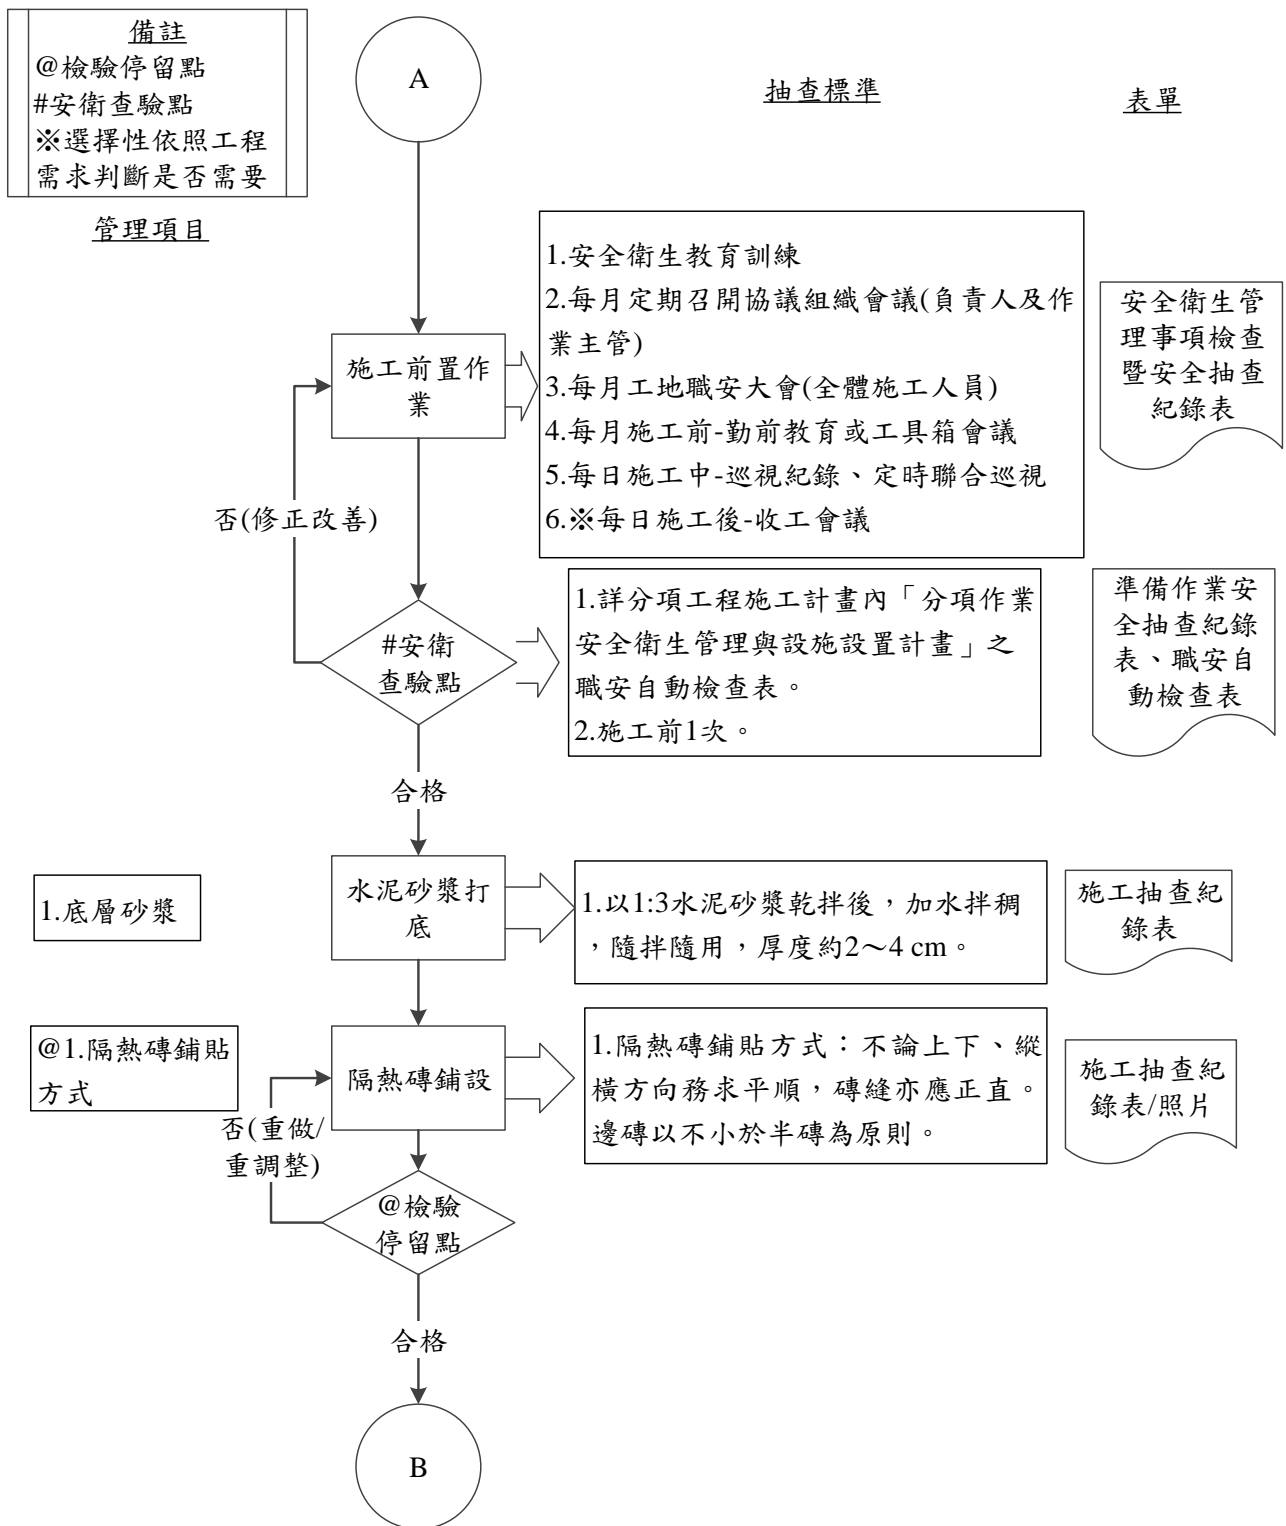 備註
@檢驗停留點
#安衛查驗點
※選擇性依照工程
需求判斷是否需要
管理項目
A
抽查標準
表單
施工前置作
業
1.安全衛生教育訓練
2.每月定期召開協議組織會議(負責人及作
業主管)
3.每月工地職安大會(全體施工人員)
4.每月施工前-勤前教育或工具箱會議
5.每日施工中-巡視紀錄、定時聯合巡視
6.※每日施工後-收工會議
安全衛生管
理事項檢查
暨安全抽查
紀錄表
否(修正改善)
#安衛
查驗點
1.詳分項工程施工計畫內「分項作業
安全衛生管理與設施設置計畫」之
職安自動檢查表。
2.施工前1次。
準備作業安
全抽查紀錄
表、職安自
動檢查表
合格
1.底層砂漿
水泥砂漿打
底
1.以1:3水泥砂漿乾拌後，加水拌稠
，隨拌隨用，厚度約2～4 cm。
施工抽查紀
錄表
@1.隔熱磚鋪貼
方式
隔熱磚鋪設
1.隔熱磚鋪貼方式：不論上下、縱
橫方向務求平順，磚縫亦應正直。
邊磚以不小於半磚為原則。
施工抽查紀
錄表/照片
否(重做/
重調整)
@檢驗
停留點
合格
B